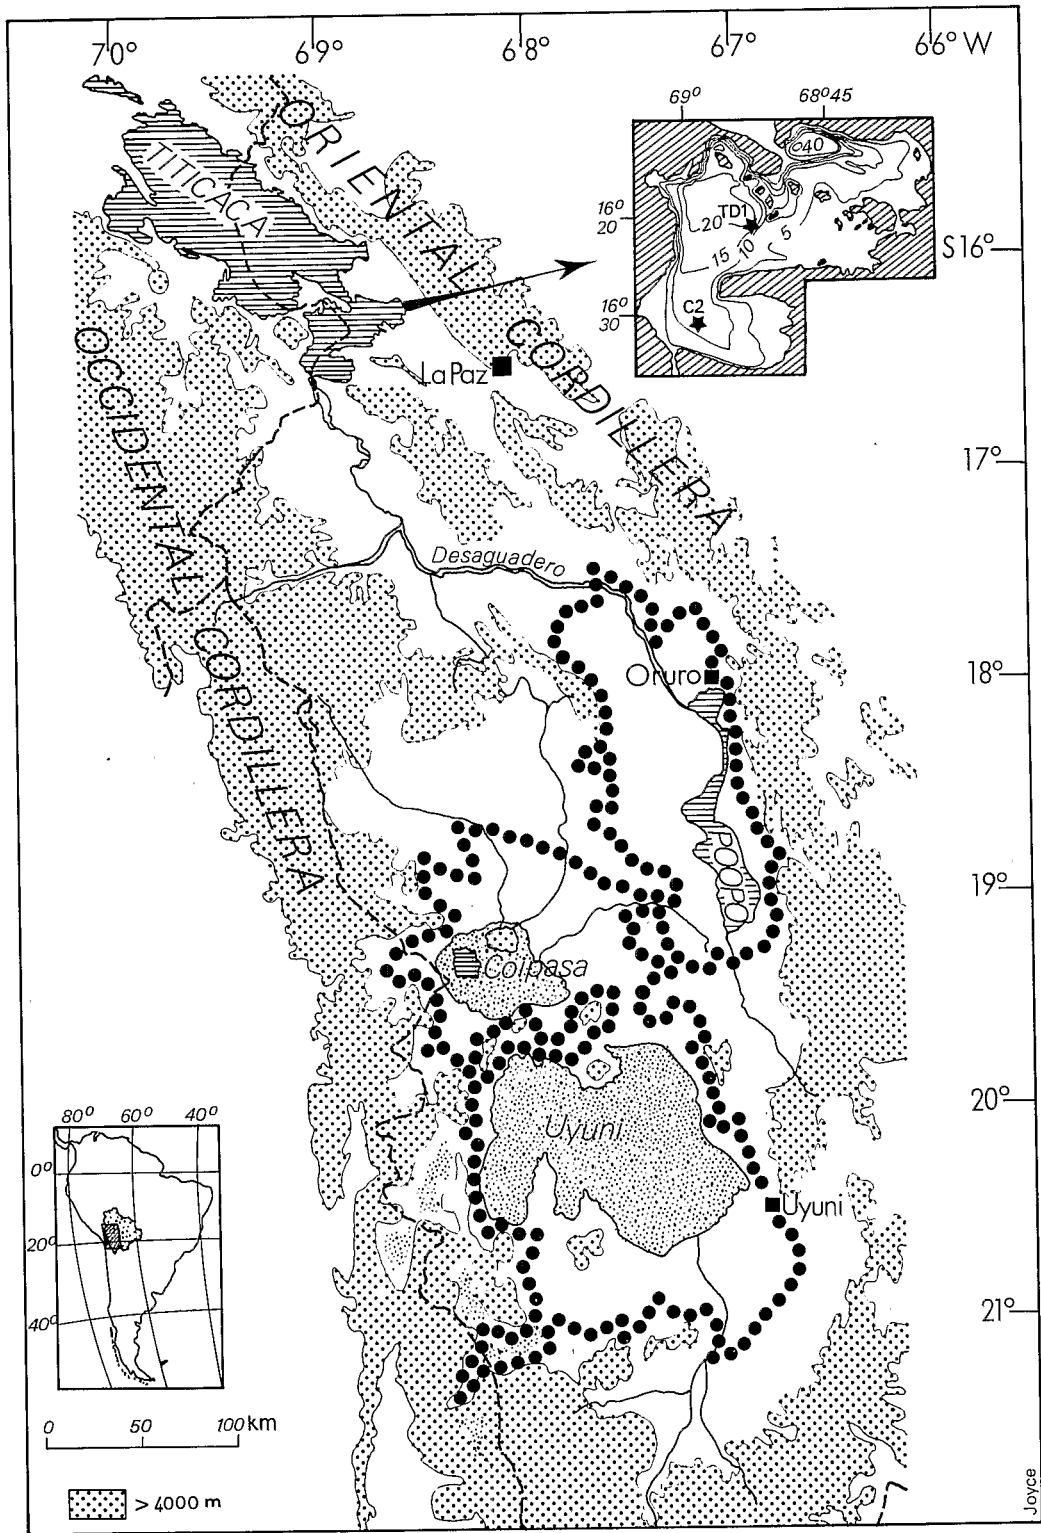 70° 69° 68° 67° 66° W
69° 68°45
ORIENTAL CORDILLERA
TITICACA
40
16°
20
TD1
20
15 10 5
S16°
16°
30
C2
La Paz
OCCIDENTAL CORDILLERA
17°
Desaguadero
Oruro
18°
POOPO
19°
Coipasa
20°
Uyuni
80° 60° 40°
0°
20°
40°
Uyuni
21°
0 50 100 km
> 4000 m
Joyce